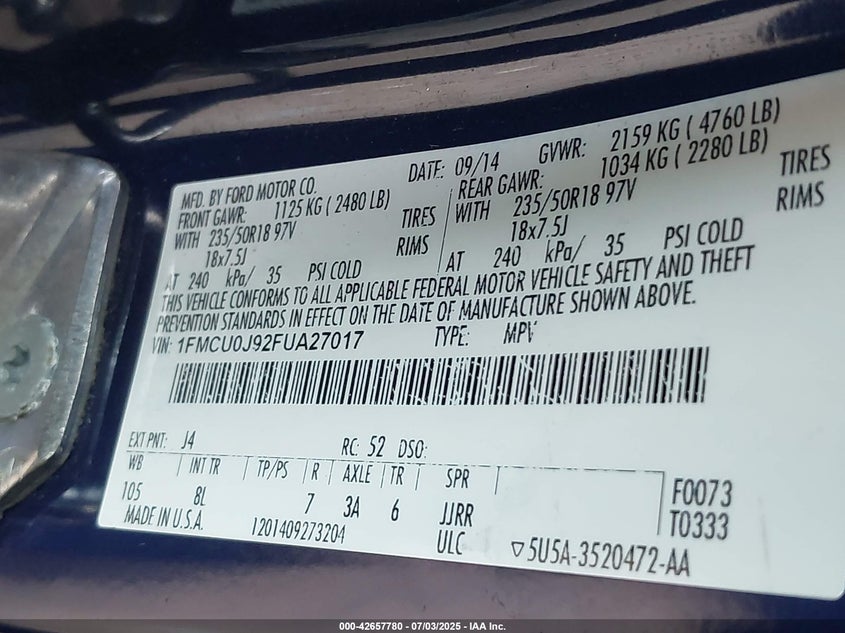 MFD. BY FORD MOTOR CO. DATE: 09/14 GVWR: 2159 KG ( 4760 LB)
FRONT GAWR: 1125 KG ( 2480 LB) REAR GAWR: 1034 KG ( 2280 LB)
WITH 235/50R18 97V TIRES WITH 235/50R18 97V TIRES
18x7.5J RIMS 18x7.5J RIMS
AT 240 kPa/ 35 PSI COLD AT 240 kPa/ 35 PSI COLD
THIS VEHICLE CONFORMS TO ALL APPLICABLE FEDERAL MOTOR VEHICLE SAFETY AND THEFT
PREVENTION STANDARDS IN EFFECT ON THE DATE OF MANUFACTURE SHOWN ABOVE.
VIN: 1FMCU0J92FUA27017 TYPE: MPV
EXT PNT: J4 RC: 52 DSO:
WB INT TR TP/PS R AXLE TR SPR
105 8L 7 3A 6 JJRR F0073
MADE IN U.S.A. 1201409273204 ULC T0333
▽5U5A-3520472-AA
000-42657780 - 07/03/2025 - IAA Inc.